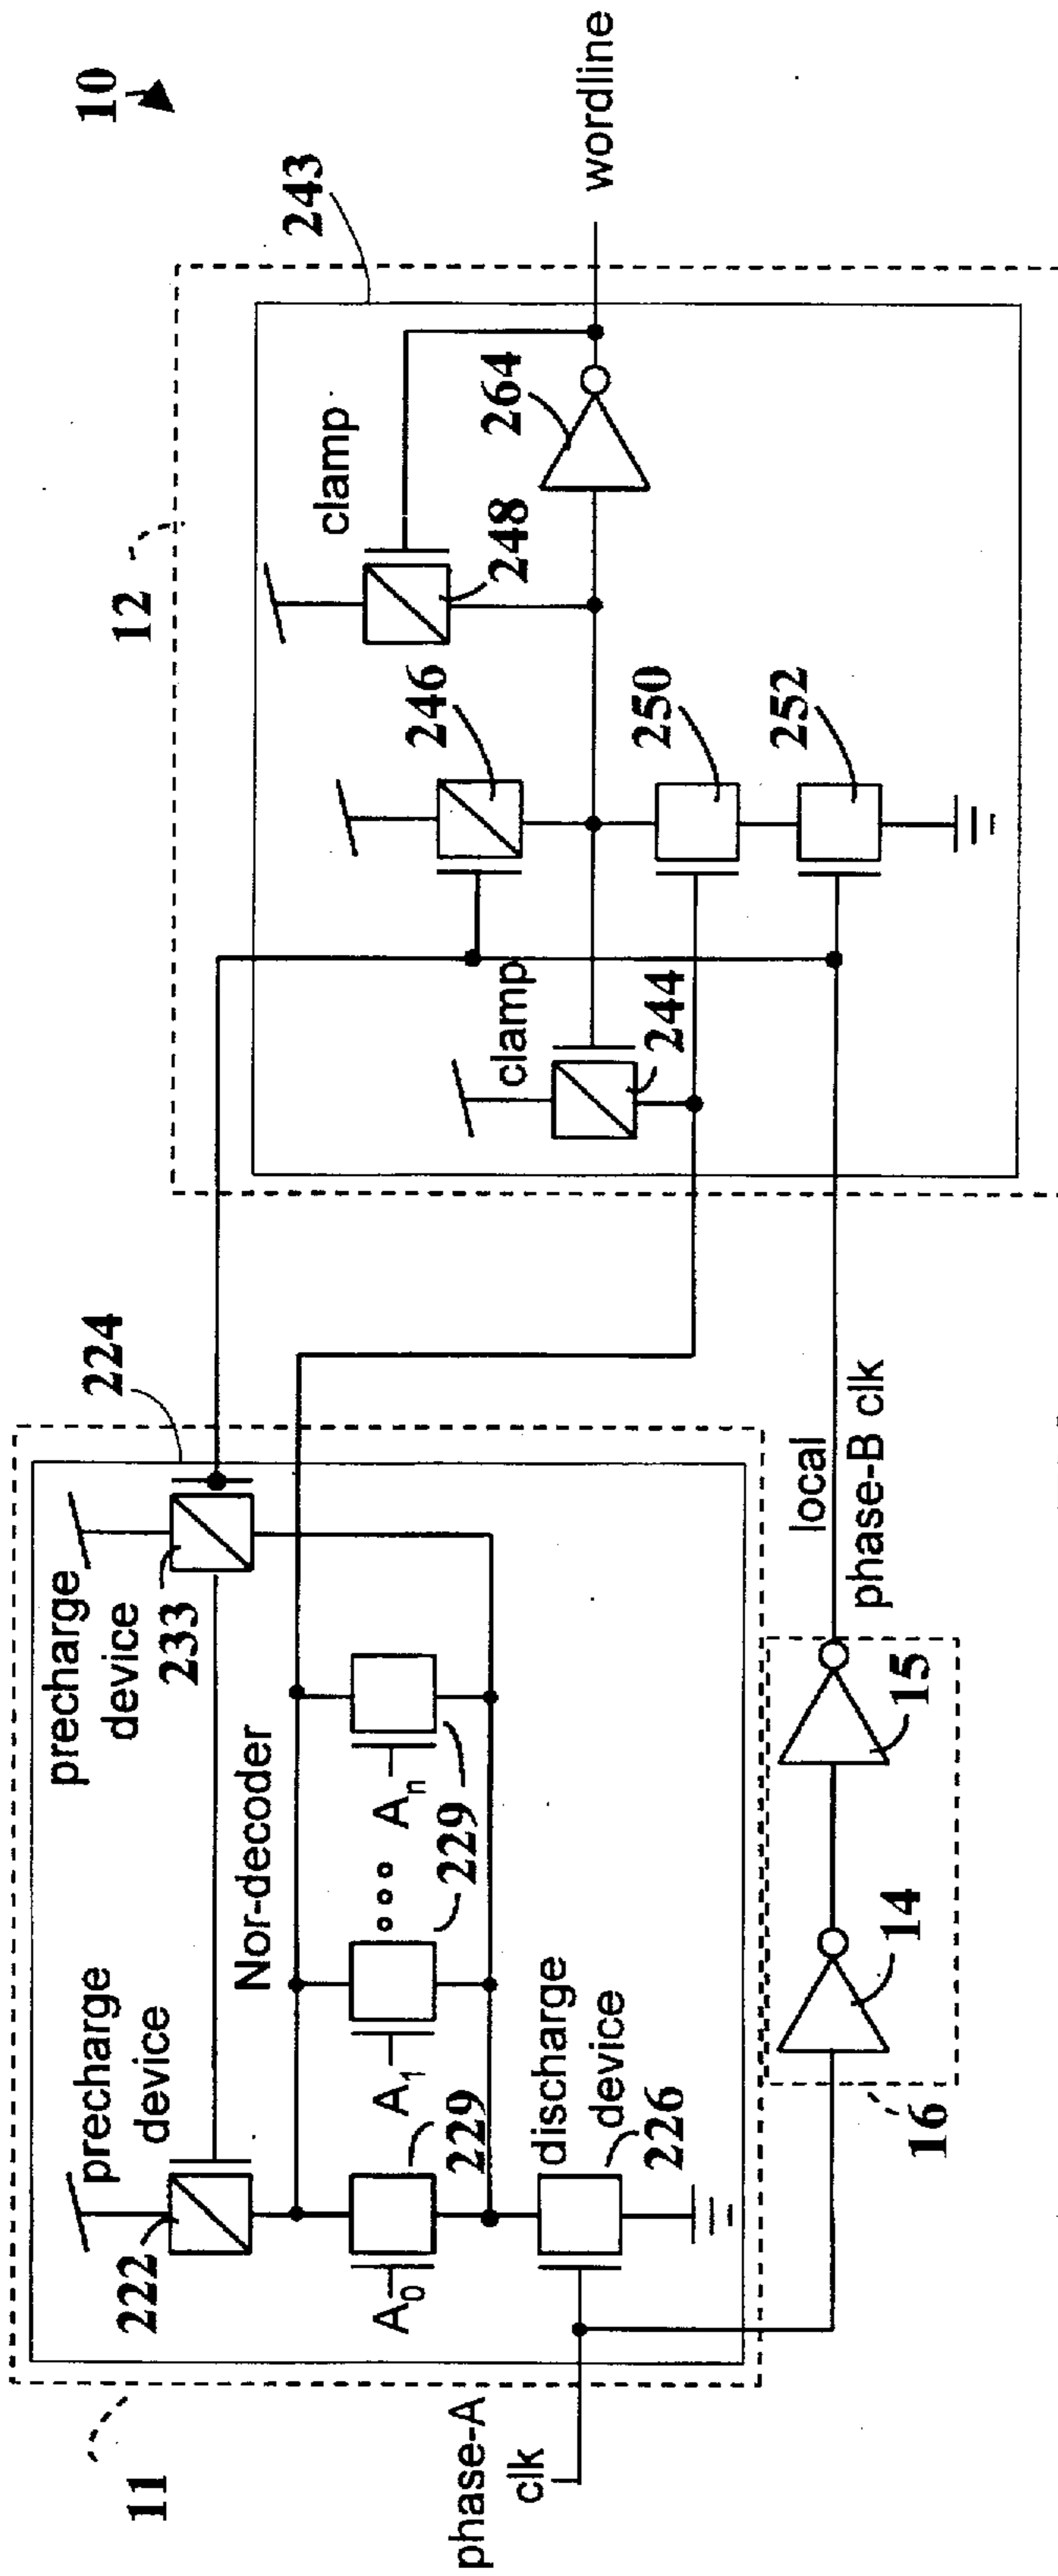 10
243
12
clamp
248
264
wordline
246
250
252
clamp
244
224
precharge
device
233
precharge
device
222
Nor-decoder
A0
229
A1
229
An
discharge
device
226
11
phase-A
clk
local
phase-B clk
14
15
16